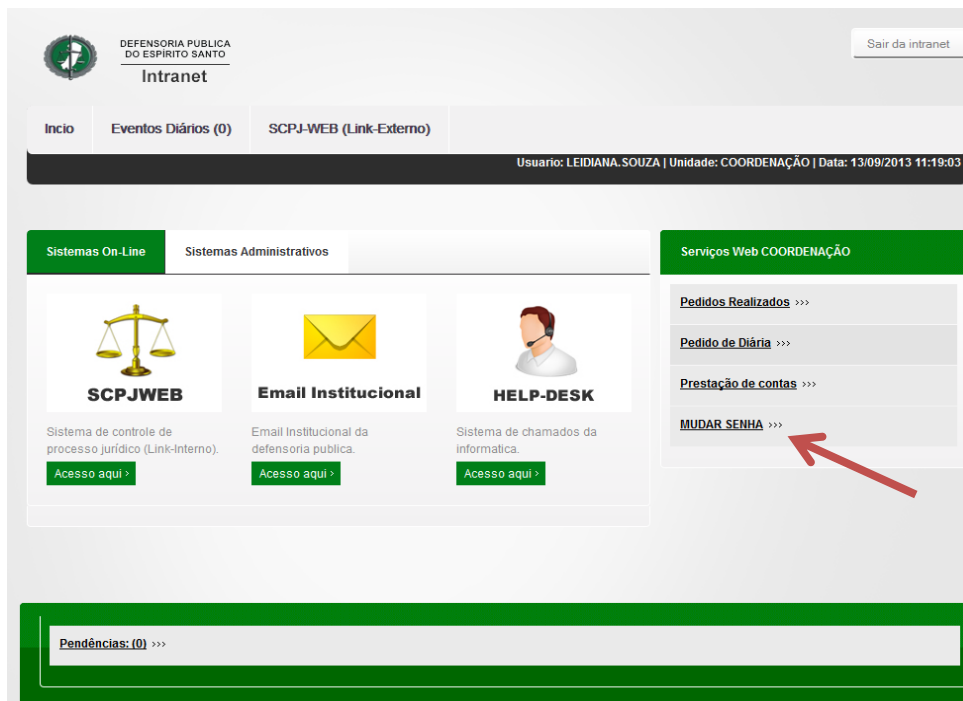 DEFENSORIA PUBLICA
DO ESPÍRITO SANTO
Intranet
Sair da intranet
Incio
Eventos Diários (0)
SCPJ-WEB (Link-Externo)
Usuario: LEIDIANA.SOUZA | Unidade: COORDENAÇÃO | Data: 13/09/2013 11:19:03
Sistemas On-Line
Sistemas Administrativos
SCPJWEB
Sistema de controle de
processo jurídico (Link-Interno).
Acesso aqui >
Email Institucional
Email Institucional da
defensoria publica.
Acesso aqui >
HELP-DESK
Sistema de chamados da
informatica.
Acesso aqui >
Serviços Web COORDENAÇÃO
Pedidos Realizados >>>
Pedido de Diária >>>
Prestação de contas >>>
MUDAR SENHA >>>
Pendências: (0) >>>